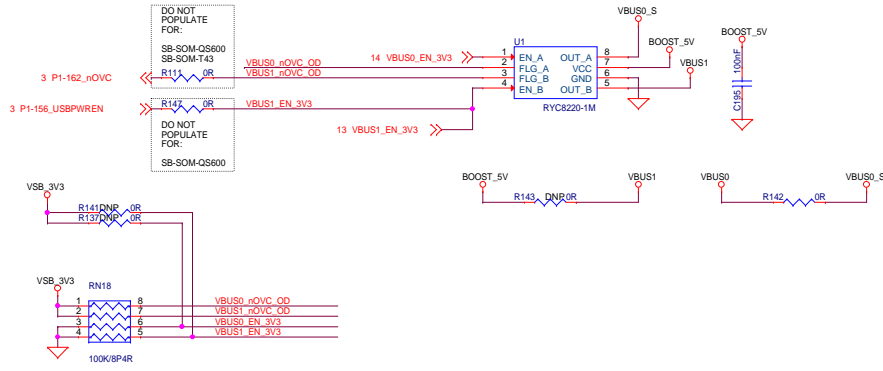 DO NOT
POPULATE
FOR:
SB-SOM-QS600
SB-SOM-T43
3 P1-162_nOVC
R111 0R
VBUS0_nOVC_OD
VBUS1_nOVC_OD
14 VBUS0_EN_3V3
3 P1-156_USBPWREN
R147 0R
VBUS1_EN_3V3
13 VBUS1_EN_3V3
DO NOT
POPULATE
FOR:
SB-SOM-QS600
U1
1 EN_A OUT_A 8
2 FLG_A VCC 7
3 FLG_B GND 6
4 EN_B OUT_B 5
RYC8220-1M
VBUS0_S
BOOST_5V
VBUS1
BOOST_5V
100nF
C195
VSB_3V3
R141 DNP 0R
R137 DNP 0R
BOOST_5V
R143 DNP 0R
VBUS1
VBUS0
R142 0R
VBUS0_S
VSB_3V3
RN18
1 8 VBUS0_nOVC_OD
2 7 VBUS1_nOVC_OD
3 6 VBUS0_EN_3V3
4 5 VBUS1_EN_3V3
100K/8P4R